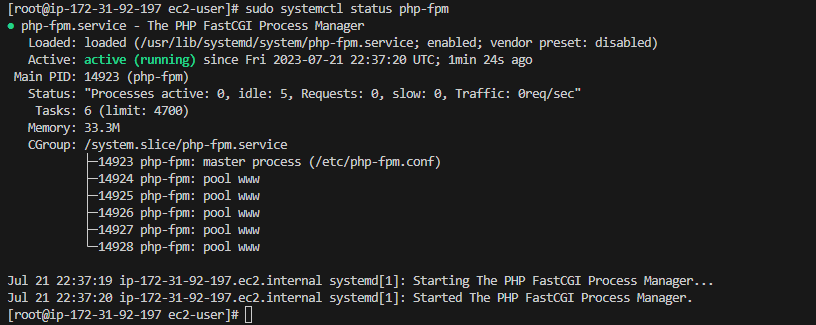 [root@ip-172-31-92-197 ec2-user]# sudo systemctl status php-fpm
● php-fpm.service - The PHP FastCGI Process Manager
   Loaded: loaded (/usr/lib/systemd/system/php-fpm.service; enabled; vendor preset: disabled)
   Active: active (running) since Fri 2023-07-21 22:37:20 UTC; 1min 24s ago
 Main PID: 14923 (php-fpm)
   Status: "Processes active: 0, idle: 5, Requests: 0, slow: 0, Traffic: 0req/sec"
    Tasks: 6 (limit: 4700)
   Memory: 33.3M
   CGroup: /system.slice/php-fpm.service
           ├─14923 php-fpm: master process (/etc/php-fpm.conf)
           ├─14924 php-fpm: pool www
           ├─14925 php-fpm: pool www
           ├─14926 php-fpm: pool www
           ├─14927 php-fpm: pool www
           └─14928 php-fpm: pool www

Jul 21 22:37:19 ip-172-31-92-197.ec2.internal systemd[1]: Starting The PHP FastCGI Process Manager...
Jul 21 22:37:20 ip-172-31-92-197.ec2.internal systemd[1]: Started The PHP FastCGI Process Manager.
[root@ip-172-31-92-197 ec2-user]#